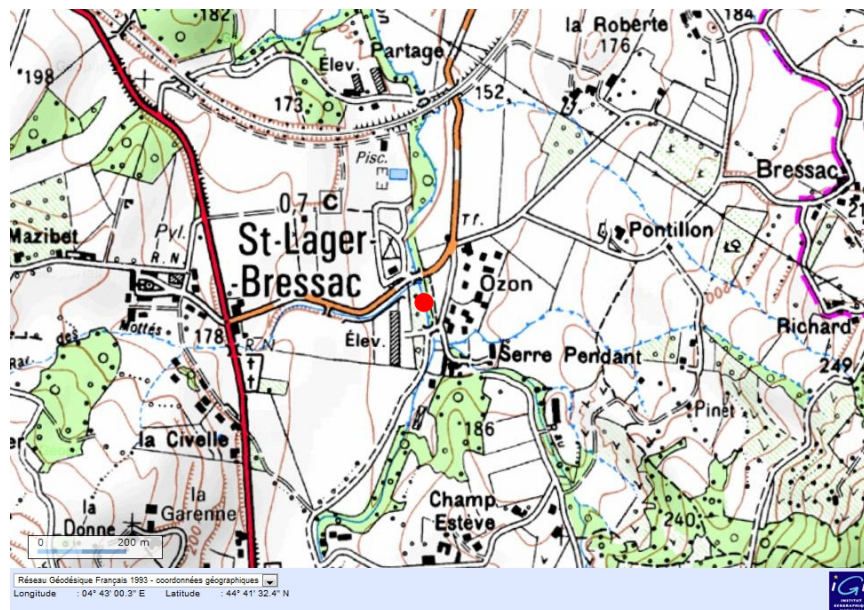 182
Partage
la Roberte
184
Élev.
176
198
173
152
Pisc.
Bressac
0.7 C
Tf.
Mazibet
Pyl.
St-Lager-
Pontillon
R.N
Bressac
Ozon
Mottes
178
Richard
Élev.
R N
Serre Pendant
249
Pinet
186
la Civelle
la
Garenne
Champ
la
Donne
Estève
240
200
0 200 m
Réseau Géodésique Français 1993 - coordonnées géographiques
Longitude : 04° 43' 00.3" E Latitude : 44° 41' 32.4" N
iGN